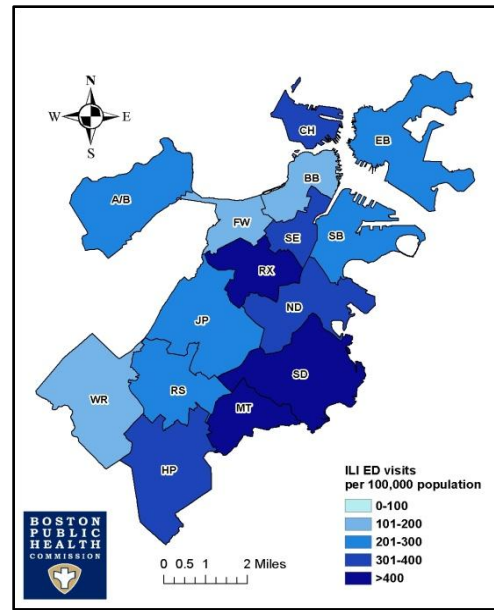 N
W E
S
CH
EB
BB
A/B
FW
SE
SB
RX
ND
JP
SD
WR
RS
MT
HP
ILI ED visits
per 100,000 population
0-100
101-200
201-300
301-400
>400
BOSTON
PUBLIC
HEALTH
COMMISSION
0 0.5 1 2 Miles